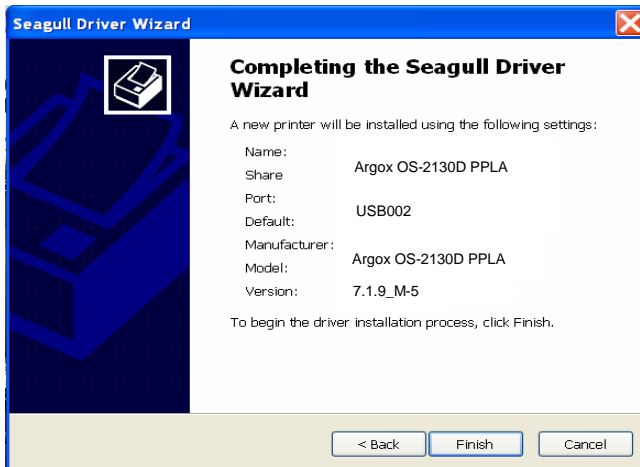 Seagull Driver Wizard
Completing the Seagull Driver
Wizard
A new printer will be installed using the following settings:
Name:
Argox OS-2130D PPLA
Share
Port:
USB002
Default:
Manufacturer:
Argox OS-2130D PPLA
Model:
Version: 7.1.9_M-5
To begin the driver installation process, click Finish.
< Back Finish Cancel